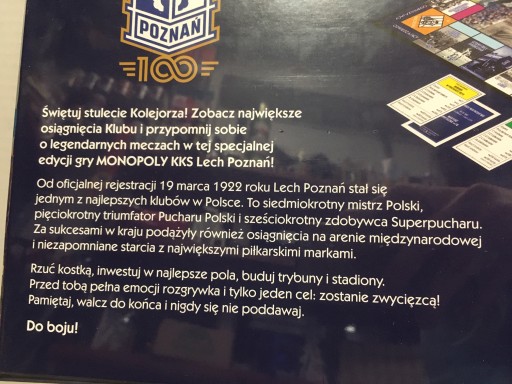 POZNAŃ
100
Świętuj stulecie Kolejorza! Zobacz największe
osiągnięcia Klubu i przypomnij sobie
o legendarnych meczach w tej specjalnej
edycji gry MONOPOLY KKS Lech Poznań!
Od oficjalnej rejestracji 19 marca 1922 roku Lech Poznań stał się
jednym z najlepszych klubów w Polsce. To siedmiokrotny mistrz Polski,
pięciokrotny triumfator Pucharu Polski i sześciokrotny zdobywca Superpucharu.
Za sukcesami w kraju podążyły również osiągnięcia na arenie międzynarodowej
i niezapomniane starcia z największymi piłkarskimi markami.
Rzuć kostką, inwestuj w najlepsze pola, buduj trybuny i stadiony.
Przed tobą pełna emocji rozgrywka i tylko jeden cel: zostanie zwycięzcą!
Pamiętaj, walcz do końca i nigdy się nie poddawaj.
Do boju!